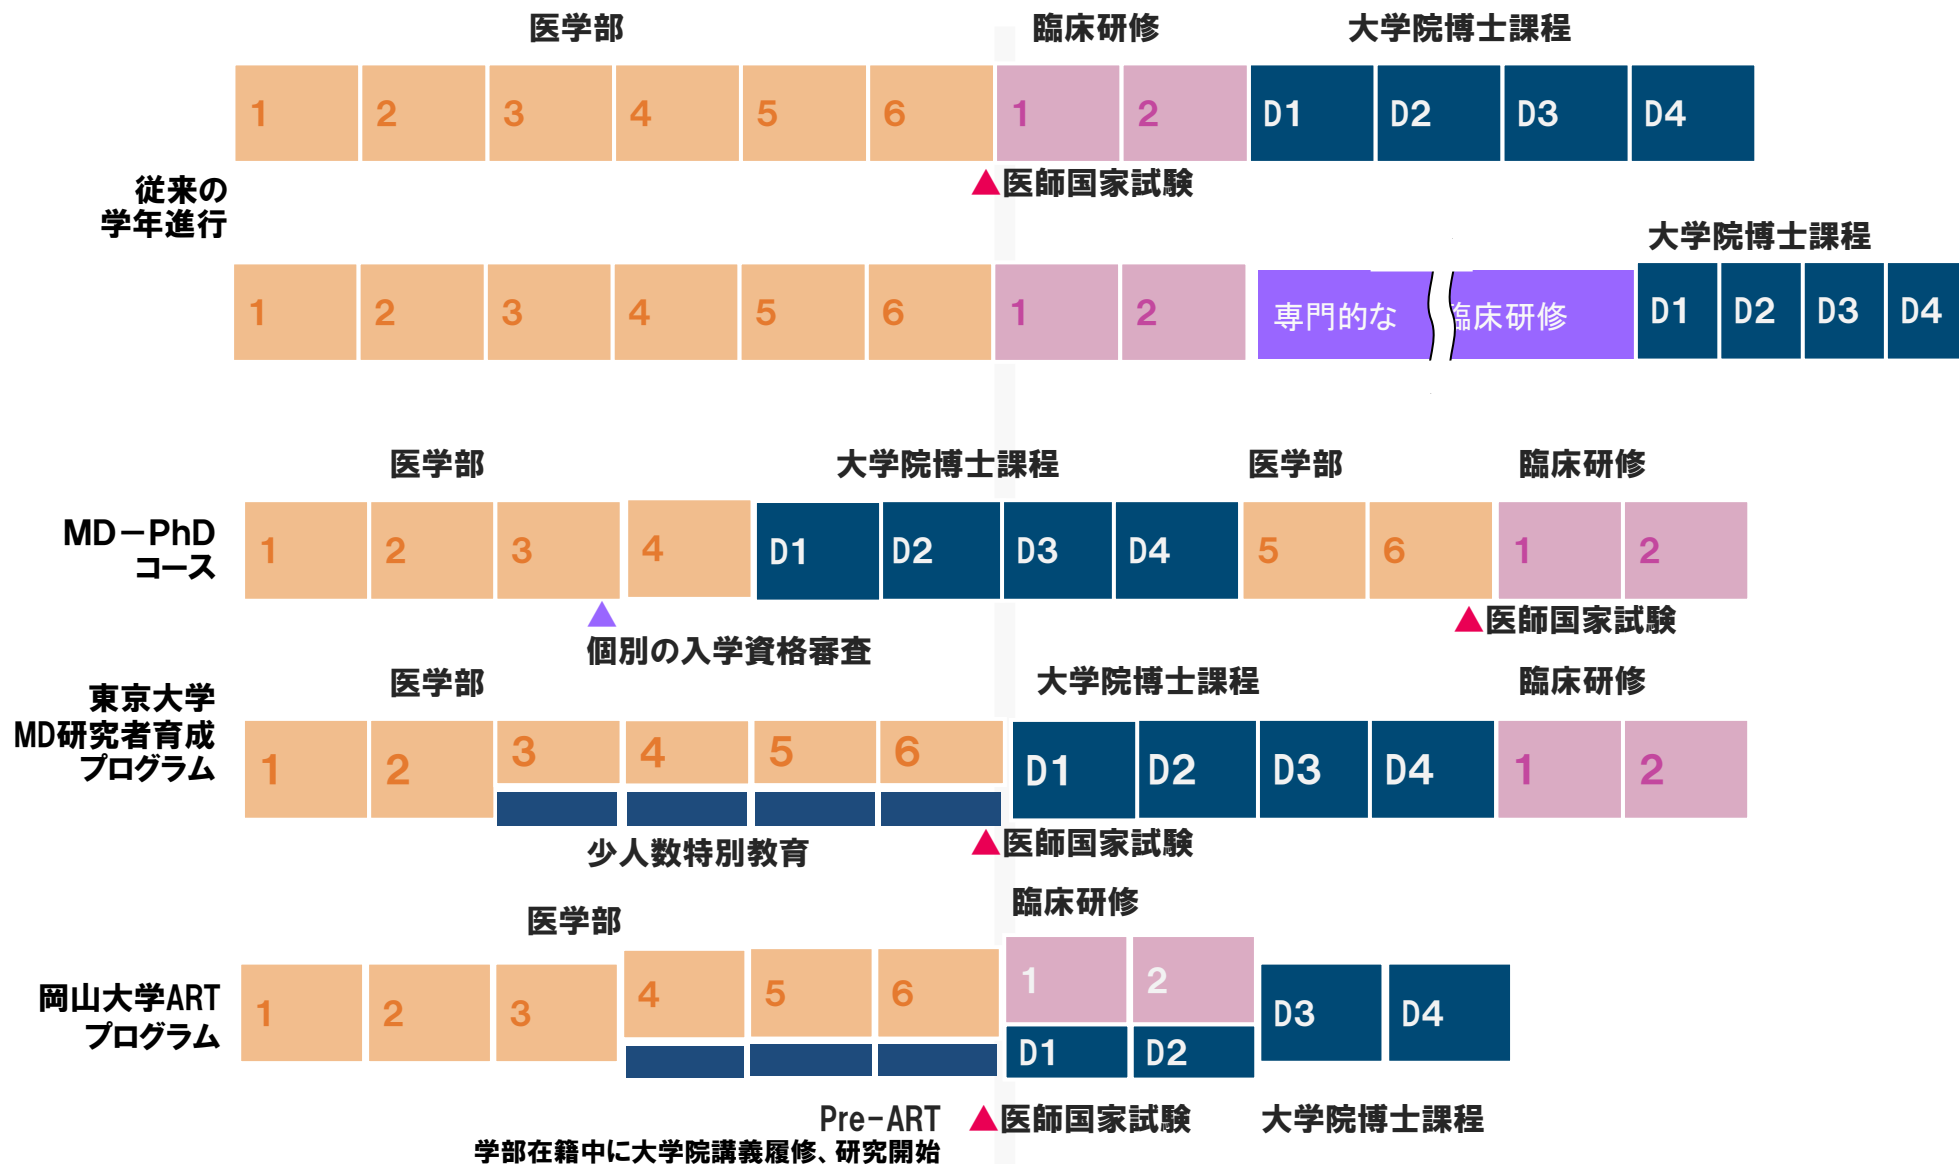 医学部 臨床研修 大学院博士課程
1 2 3 4 5 6 1 2 D1 D2 D3 D4
▲医師国家試験
従来の
学年進行
大学院博士課程
1 2 3 4 5 6 1 2 専門的な 臨床研修 D1 D2 D3 D4
医学部 大学院博士課程 医学部 臨床研修
MD－PhD
コース
1 2 3 4 D1 D2 D3 D4 5 6 1 2
▲医師国家試験
個別の入学資格審査
医学部 大学院博士課程 臨床研修
東京大学
MD研究者育成
プログラム
1 2 3 4 5 6 D1 D2 D3 D4 1 2
少人数特別教育
▲医師国家試験
医学部 臨床研修
岡山大学ART
プログラム
1 2 3 4 5 6 1 2 D3 D4
D1 D2
Pre-ART ▲医師国家試験 大学院博士課程
学部在籍中に大学院講義履修、研究開始